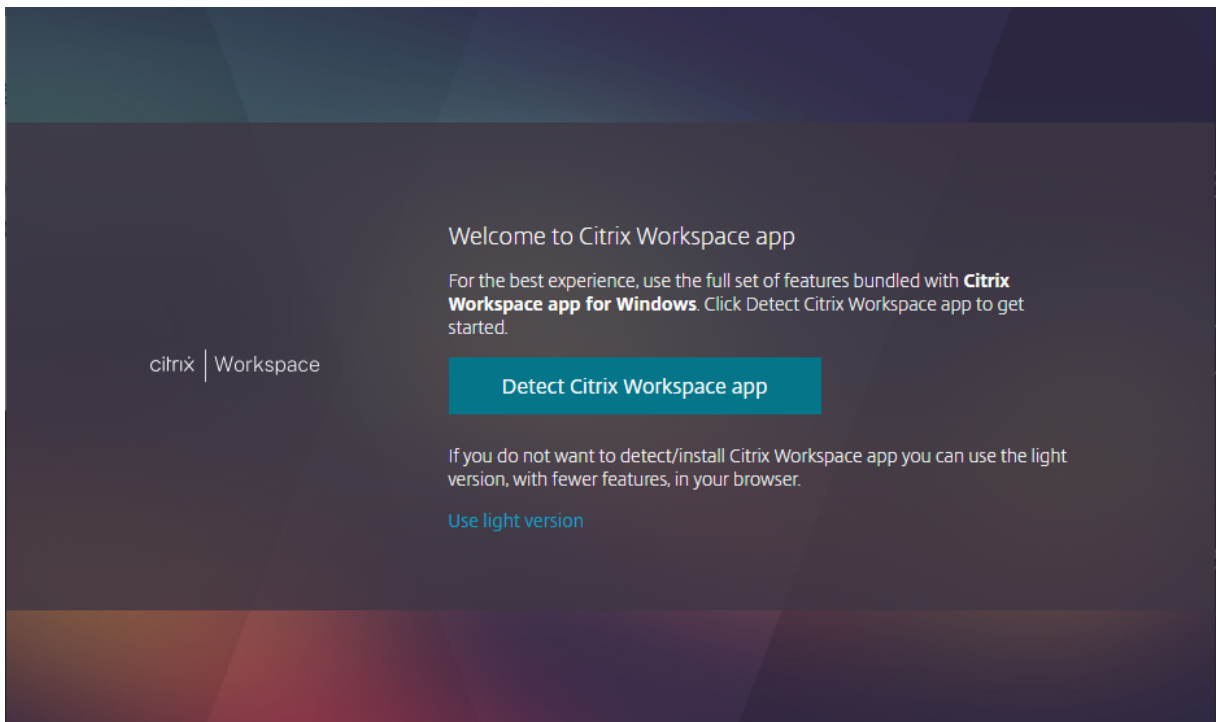 Welcome to Citrix Workspace app
For the best experience, use the full set of features bundled with Citrix
Workspace app for Windows. Click Detect Citrix Workspace app to get
started.
citrix | Workspace
Detect Citrix Workspace app
If you do not want to detect/install Citrix Workspace app you can use the light
version, with fewer features, in your browser.
Use light version